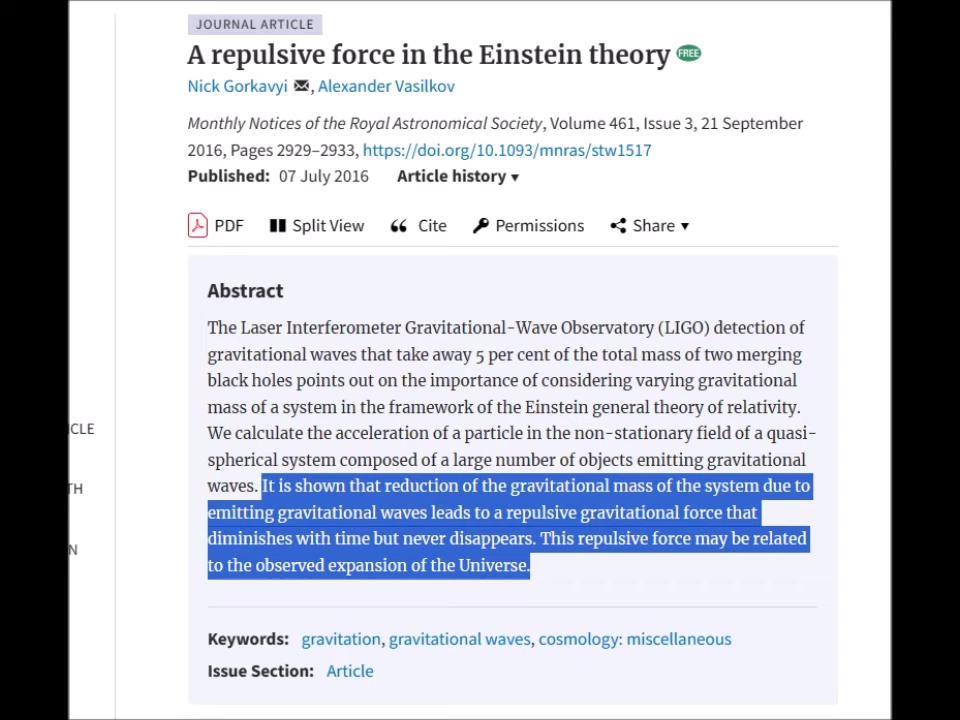 JOURNAL ARTICLE
A repulsive force in the Einstein theory FREE
Nick Gorkavyi , Alexander Vasilkov
Monthly Notices of the Royal Astronomical Society, Volume 461, Issue 3, 21 September
2016, Pages 2929–2933, https://doi.org/10.1093/mnras/stw1517
Published: 07 July 2016 Article history ▾
PDF Split View Cite Permissions Share ▾
Abstract
The Laser Interferometer Gravitational-Wave Observatory (LIGO) detection of
gravitational waves that take away 5 per cent of the total mass of two merging
black holes points out on the importance of considering varying gravitational
mass of a system in the framework of the Einstein general theory of relativity.
We calculate the acceleration of a particle in the non-stationary field of a quasi-
spherical system composed of a large number of objects emitting gravitational
waves. It is shown that reduction of the gravitational mass of the system due to
emitting gravitational waves leads to a repulsive gravitational force that
diminishes with time but never disappears. This repulsive force may be related
to the observed expansion of the Universe.
Keywords: gravitation, gravitational waves, cosmology: miscellaneous
Issue Section: Article
ICLE
TH
N